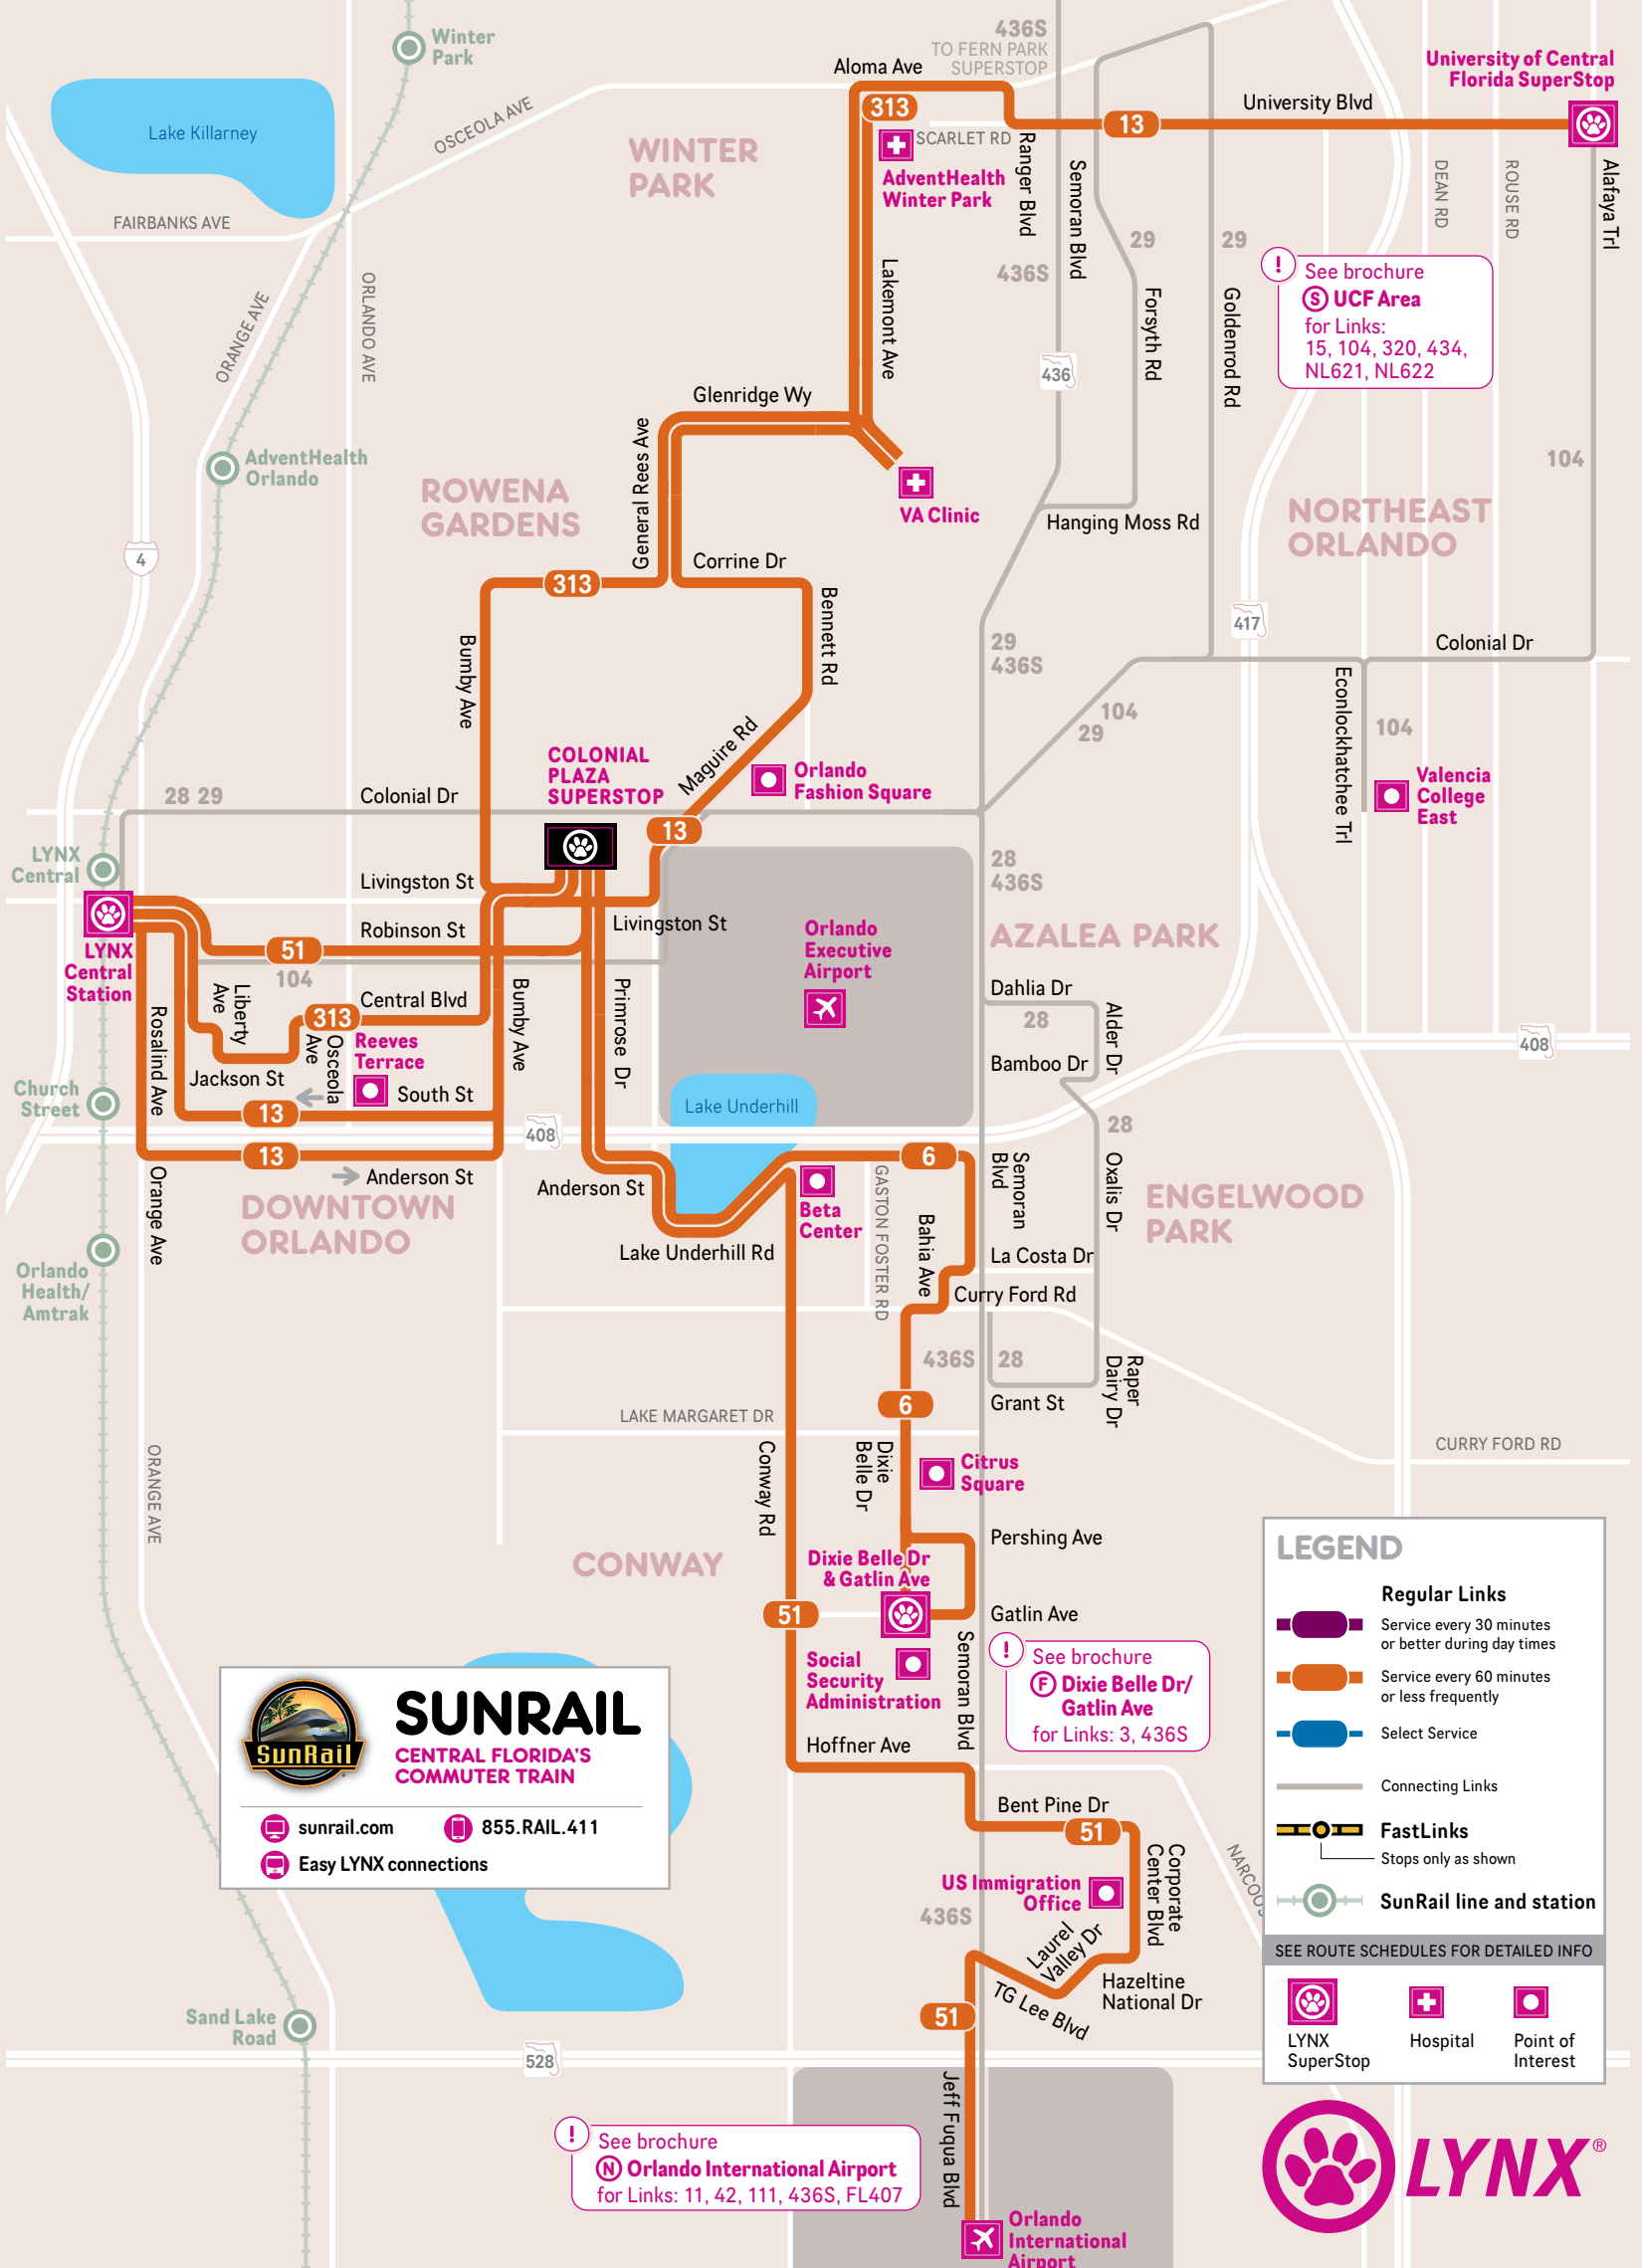 Winter
Park
436S
TO FERN PARK
SUPERSTOP
University of Central
Florida SuperStop
Aloma Ave
University Blvd
313
13
Lake Killarney
OSCEOLA AVE
SCARLET RD
WINTER
PARK
AdventHealth
Winter Park
Ranger Blvd
Semoran Blvd
DEAN RD
ROUSE RD
Alafaya Trl
FAIRBANKS AVE
29
29
436S
Lakemont Ave
ORANGE AVE
ORLANDO AVE
Forsyth Rd
Goldenrod Rd
!
See brochure
S UCF Area
for Links:
15, 104, 320, 434,
NL621, NL622
436
Glenridge Wy
General Rees Ave
AdventHealth
Orlando
104
ROWENA
GARDENS
VA Clinic
Hanging Moss Rd
NORTHEAST
ORLANDO
4
Corrine Dr
313
Bennett Rd
417
Bumby Ave
29
436S
Colonial Dr
Econlockhatchee Trl
104
29
104
Maguire Rd
COLONIAL
PLAZA
SUPERSTOP
Orlando
Fashion Square
Valencia
College
East
28 29
Colonial Dr
13
LYNX
Central
28
436S
Livingston St
Livingston St
Robinson St
51
LYNX
Central
Station
104
Orlando
Executive
Airport
AZALEA PARK
Liberty
Ave
Central Blvd
313
Bumby Ave
Primrose Dr
Dahlia Dr
28
Alder Dr
Rosalind Ave
Osceola
Ave
Reeves
Terrace
408
Bamboo Dr
Jackson St
South St
Church
Street
13
Lake Underhill
28
408
13
Anderson St
6
Orange Ave
Anderson St
Semoran
Blvd
Oxalis Dr
DOWNTOWN
ORLANDO
Beta
Center
GASTON FOSTER RD
Bahia Ave
ENGELWOOD
PARK
Lake Underhill Rd
La Costa Dr
Orlando
Health/
Amtrak
Curry Ford Rd
436S
28
Raper
Dairy Dr
6
Grant St
LAKE MARGARET DR
CURRY FORD RD
ORANGE AVE
Conway Rd
Dixie
Belle Dr
Citrus
Square
Pershing Ave
CONWAY
Dixie Belle Dr
& Gatlin Ave
51
Gatlin Ave
Social
Security
Administration
Semoran Blvd
!
See brochure
F Dixie Belle Dr/
Gatlin Ave
for Links: 3, 436S
Hoffner Ave
SunRail
SUNRAIL
CENTRAL FLORIDA'S
COMMUTER TRAIN
sunrail.com
855.RAIL.411
Easy LYNX connections
Bent Pine Dr
51
Corporate
Center Blvd
US Immigration
Office
436S
Laurel
Valley Dr
Hazeltine
National Dr
TG Lee Blvd
51
Sand Lake
Road
528
Jeff Fuqua Blvd
!
See brochure
N Orlando International Airport
for Links: 11, 42, 111, 436S, FL407
Orlando
International
Airport
LEGEND
Regular Links
Service every 30 minutes
or better during day times
Service every 60 minutes
or less frequently
Select Service
Connecting Links
FastLinks
Stops only as shown
SunRail line and station
SEE ROUTE SCHEDULES FOR DETAILED INFO
LYNX
SuperStop
Hospital
Point of
Interest
LYNX®